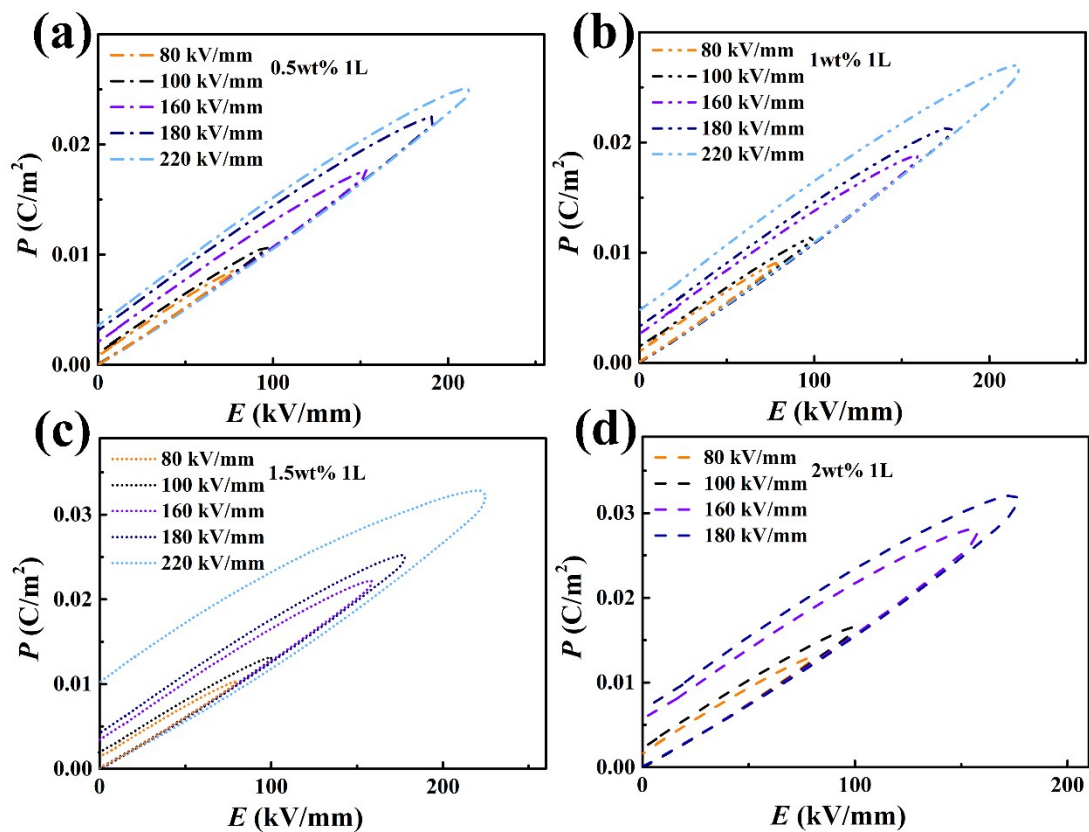 (a)
80 kV/mm
100 kV/mm
160 kV/mm
180 kV/mm
220 kV/mm
0.5wt% 1L
P (C/m²)
0.02
0.01
0.00
0
100
200
E (kV/mm)
(b)
80 kV/mm
100 kV/mm
160 kV/mm
180 kV/mm
220 kV/mm
1wt% 1L
P (C/m²)
0.02
0.01
0.00
0
100
200
E (kV/mm)
(c)
80 kV/mm
100 kV/mm
160 kV/mm
180 kV/mm
220 kV/mm
1.5wt% 1L
P (C/m²)
0.03
0.02
0.01
0.00
0
100
200
E (kV/mm)
(d)
80 kV/mm
100 kV/mm
160 kV/mm
180 kV/mm
2wt% 1L
P (C/m²)
0.03
0.02
0.01
0.00
0
100
200
E (kV/mm)